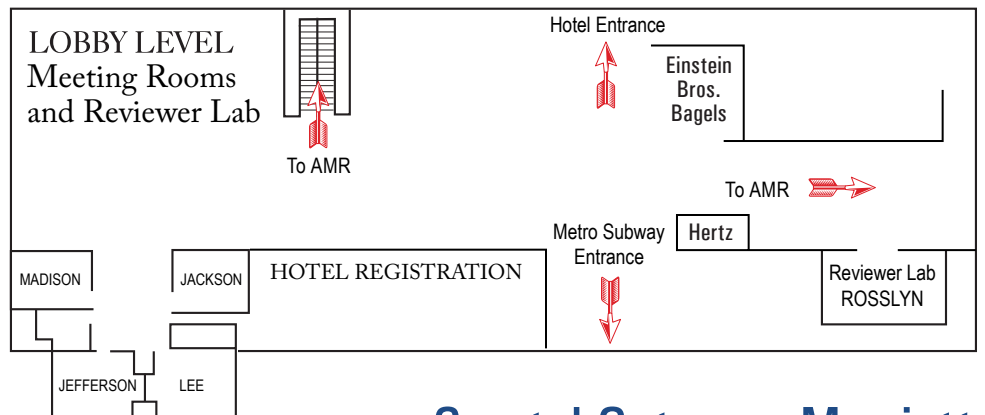 LOBBY LEVEL
Meeting Rooms
and Reviewer Lab
To AMR
Hotel Entrance
Einstein
Bros.
Bagels
To AMR
Metro Subway
Entrance
Hertz
MADISON
JACKSON
HOTEL REGISTRATION
Reviewer Lab
ROSSLYN
JEFFERSON
LEE